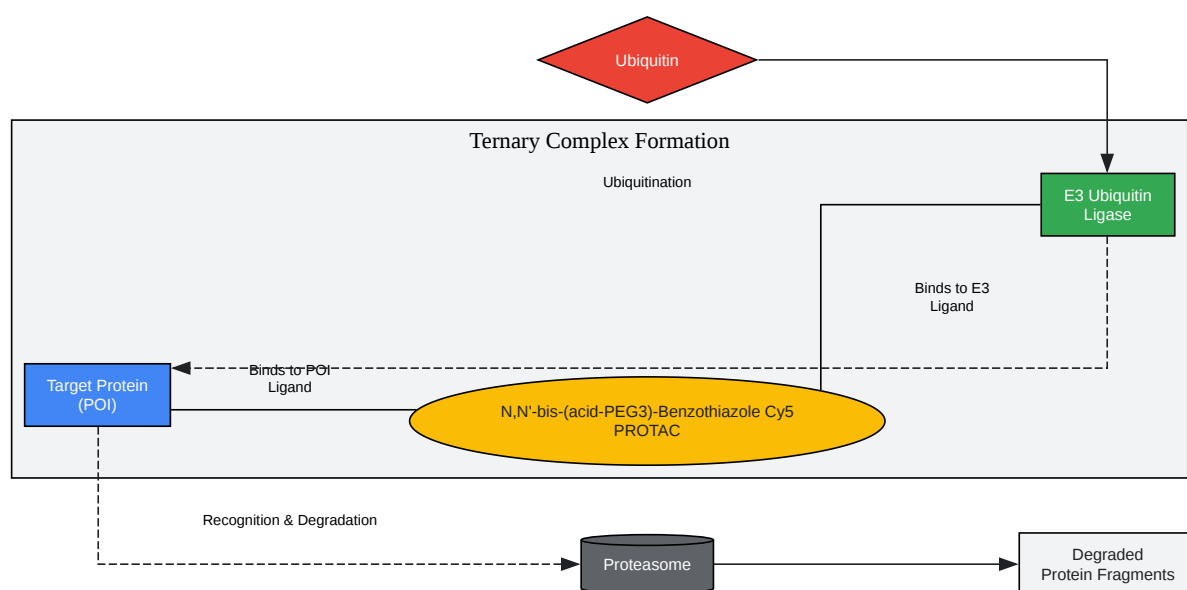 Ubiquitin
Ternary Complex Formation
Ubiquitination
E3 Ubiquitin
Ligase
Binds to E3
Ligand
Binds to POI
Ligand
Target Protein
(POI)
N,N'-bis-(acid-PEG3)-Benzothiazole Cy5
PROTAC
Recognition & Degradation
Proteasome
Degraded
Protein Fragments